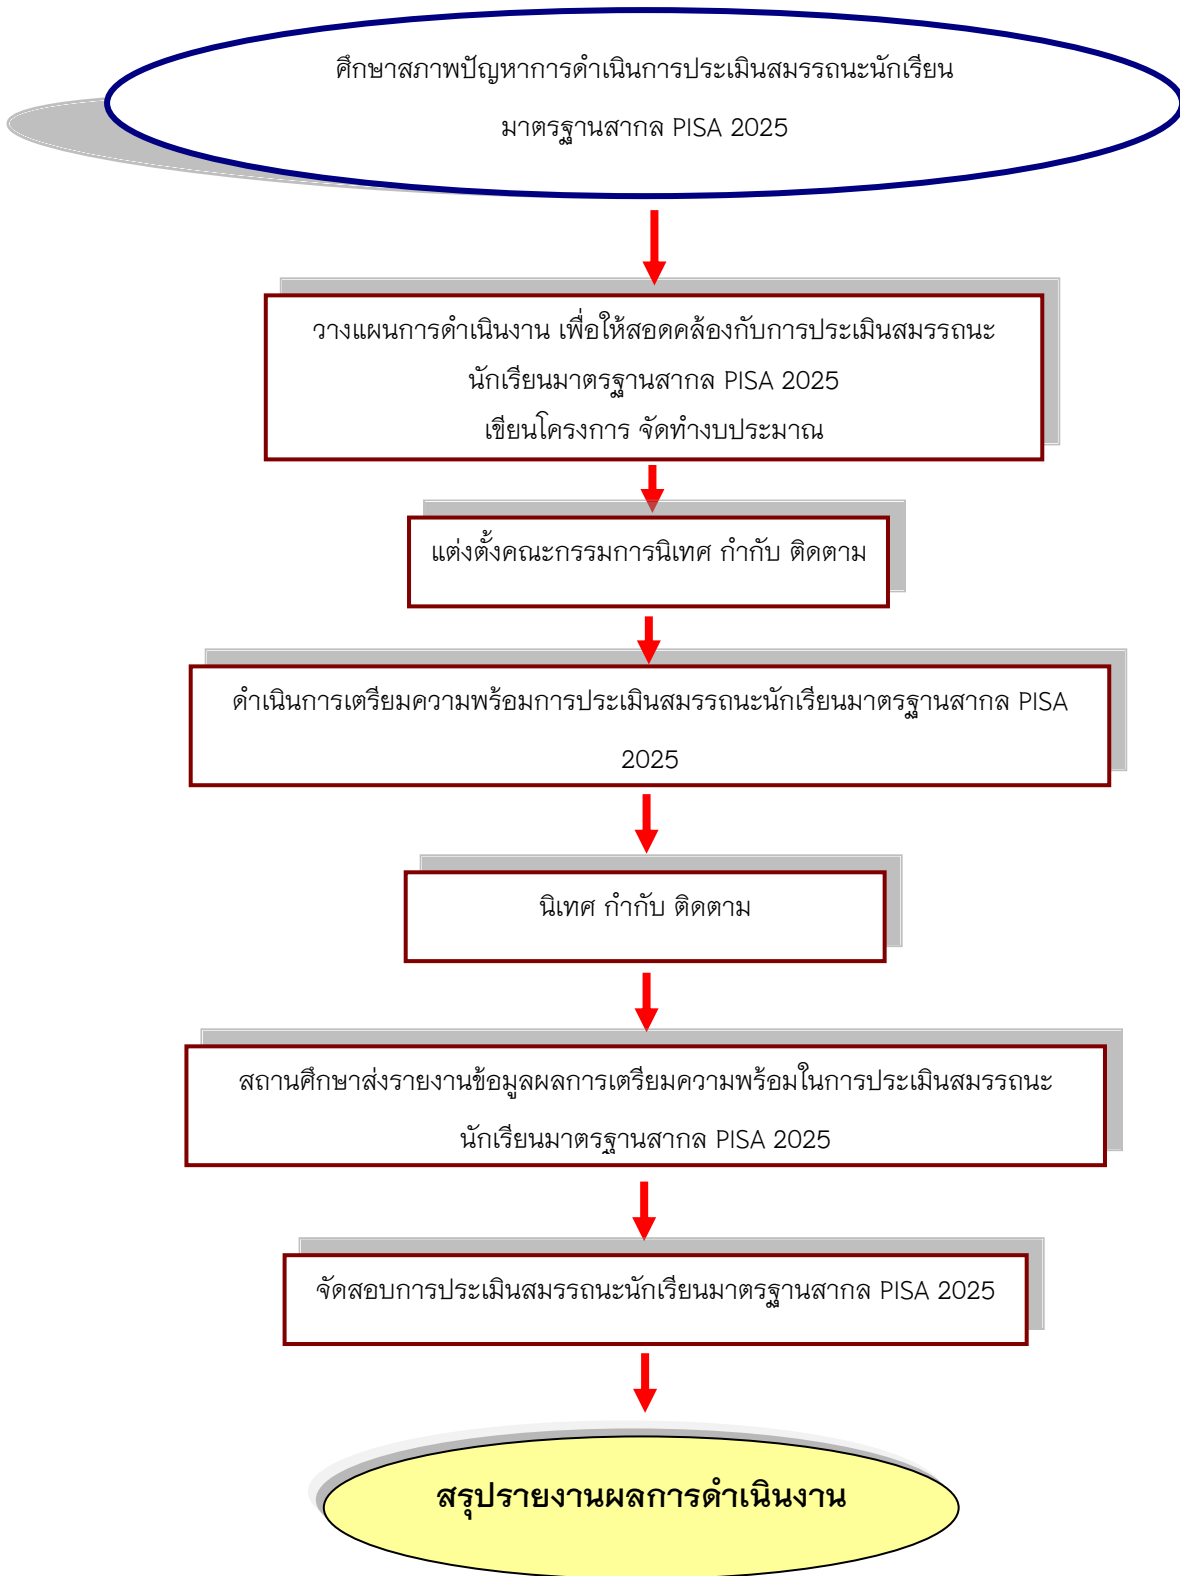 ศึกษาสภาพปัญหาการดำเนินการประเมินสมรรถนะนักเรียน
มาตรฐานสากล PISA 2025
วางแผนการดำเนินงาน เพื่อให้สอดคล้องกับการประเมินสมรรถนะ
นักเรียนมาตรฐานสากล PISA 2025
เขียนโครงการ จัดทำงบประมาณ
แต่งตั้งคณะกรรมการนิเทศ กำกับ ติดตาม
ดำเนินการเตรียมความพร้อมการประเมินสมรรถนะนักเรียนมาตรฐานสากล PISA
2025
นิเทศ กำกับ ติดตาม
สถานศึกษาส่งรายงานข้อมูลผลการเตรียมความพร้อมในการประเมินสมรรถนะ
นักเรียนมาตรฐานสากล PISA 2025
จัดสอบการประเมินสมรรถนะนักเรียนมาตรฐานสากล PISA 2025
สรุปรายงานผลการดำเนินงาน